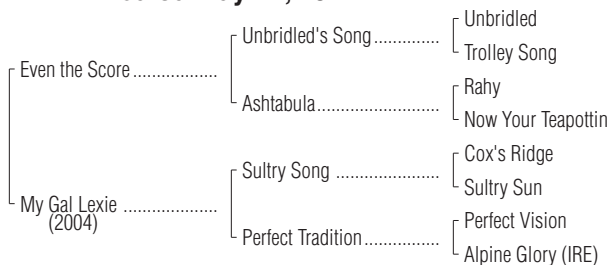 Unbridled
Unbridled's Song
Trolley Song
Even the Score
Rahy
Ashtabula
Now Your Teapottin
Cox's Ridge
Sultry Song
Sultry Sun
My Gal Lexie
(2004)
Perfect Vision
Perfect Tradition
Alpine Glory (IRE)